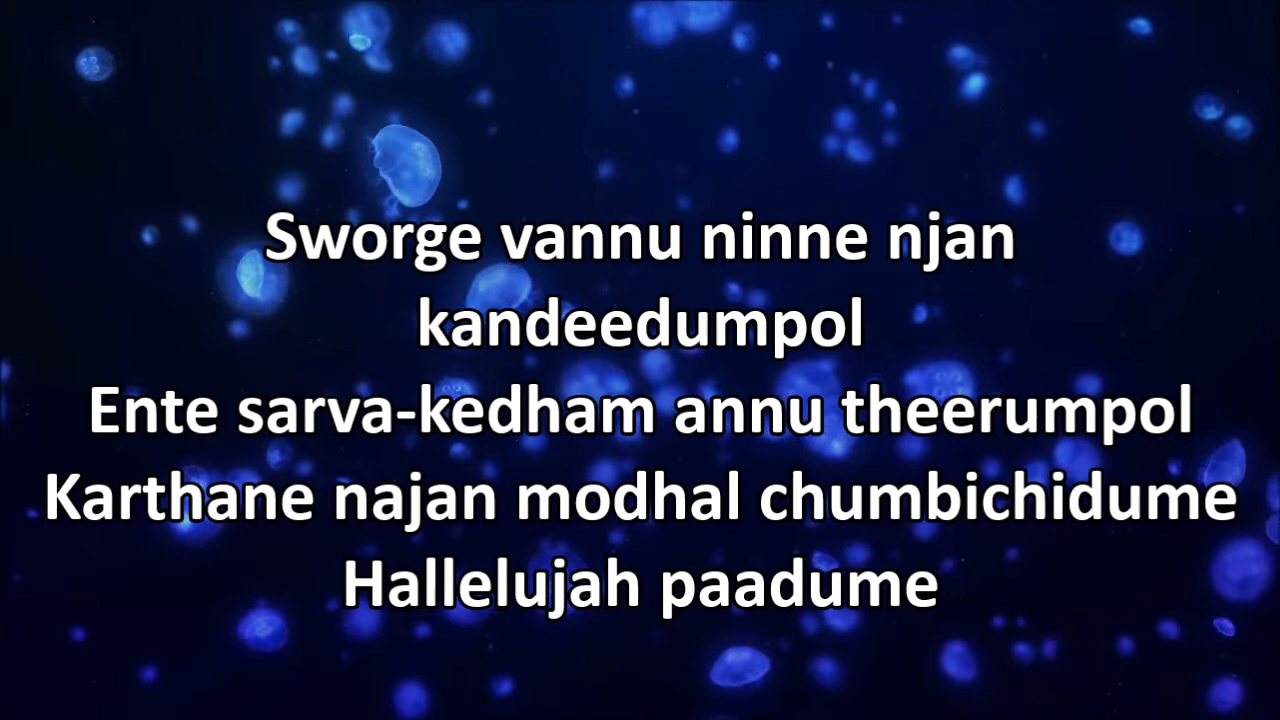 Sworge vannu ninne njan
kandeedumpol
Ente sarva-kedham annu theerumpol
Karthane najan modhal chumbichidume
Hallelujah paadume